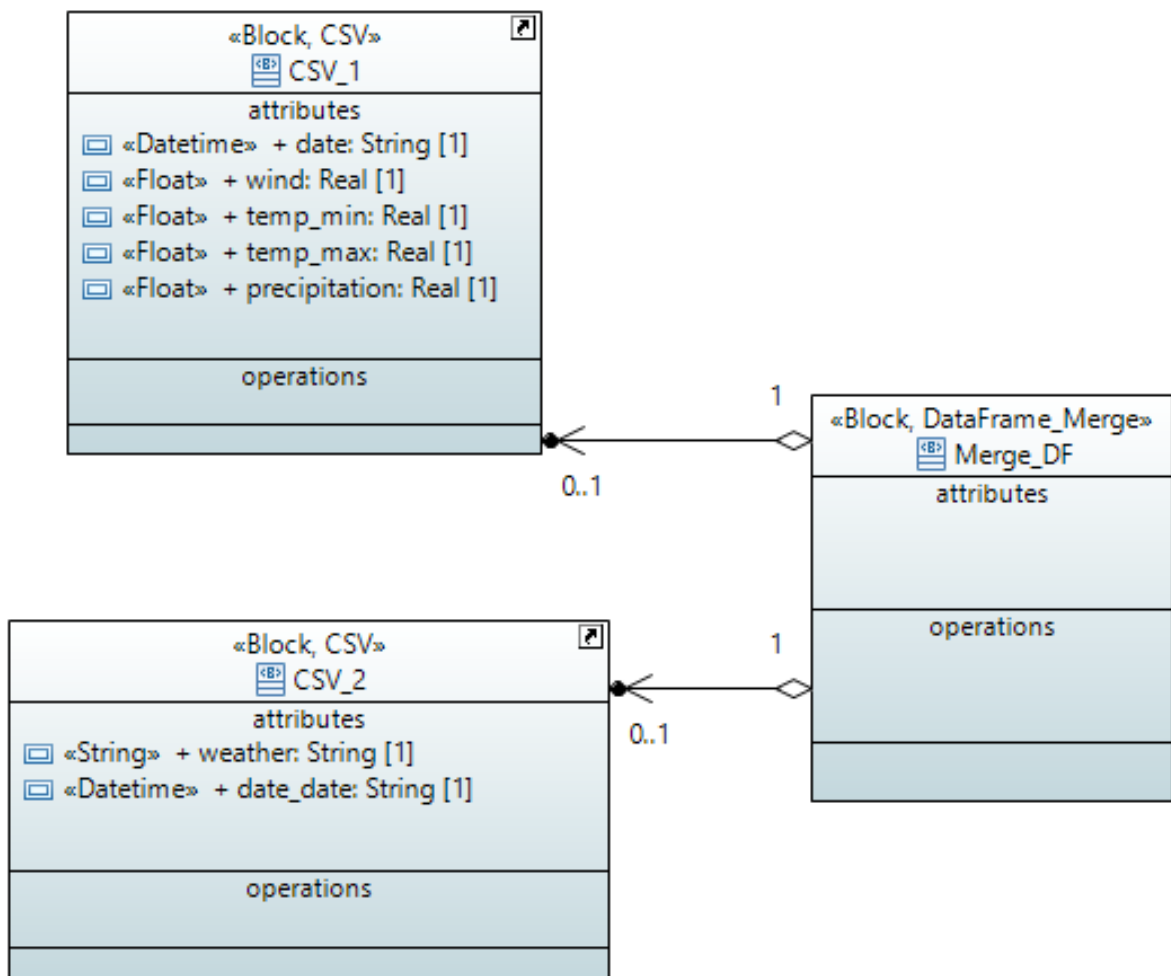 «Block, CSV»
CSV_1
attributes
«Datetime» + date: String [1]
«Float» + wind: Real [1]
«Float» + temp_min: Real [1]
«Float» + temp_max: Real [1]
«Float» + precipitation: Real [1]
operations
1
0..1
«Block, DataFrame_Merge»
«B» Merge_DF
attributes
operations
1
0..1
«Block, CSV»
CSV_2
attributes
«String» + weather: String [1]
«Datetime» + date_date: String [1]
operations